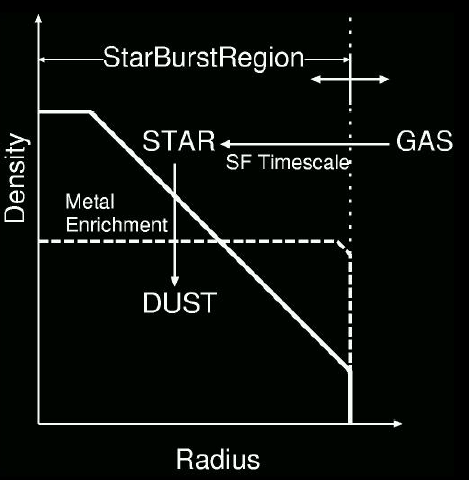 StarBurstRegion
STAR
GAS
SF Timescale
Metal
Enrichment
DUST
Density
Radius